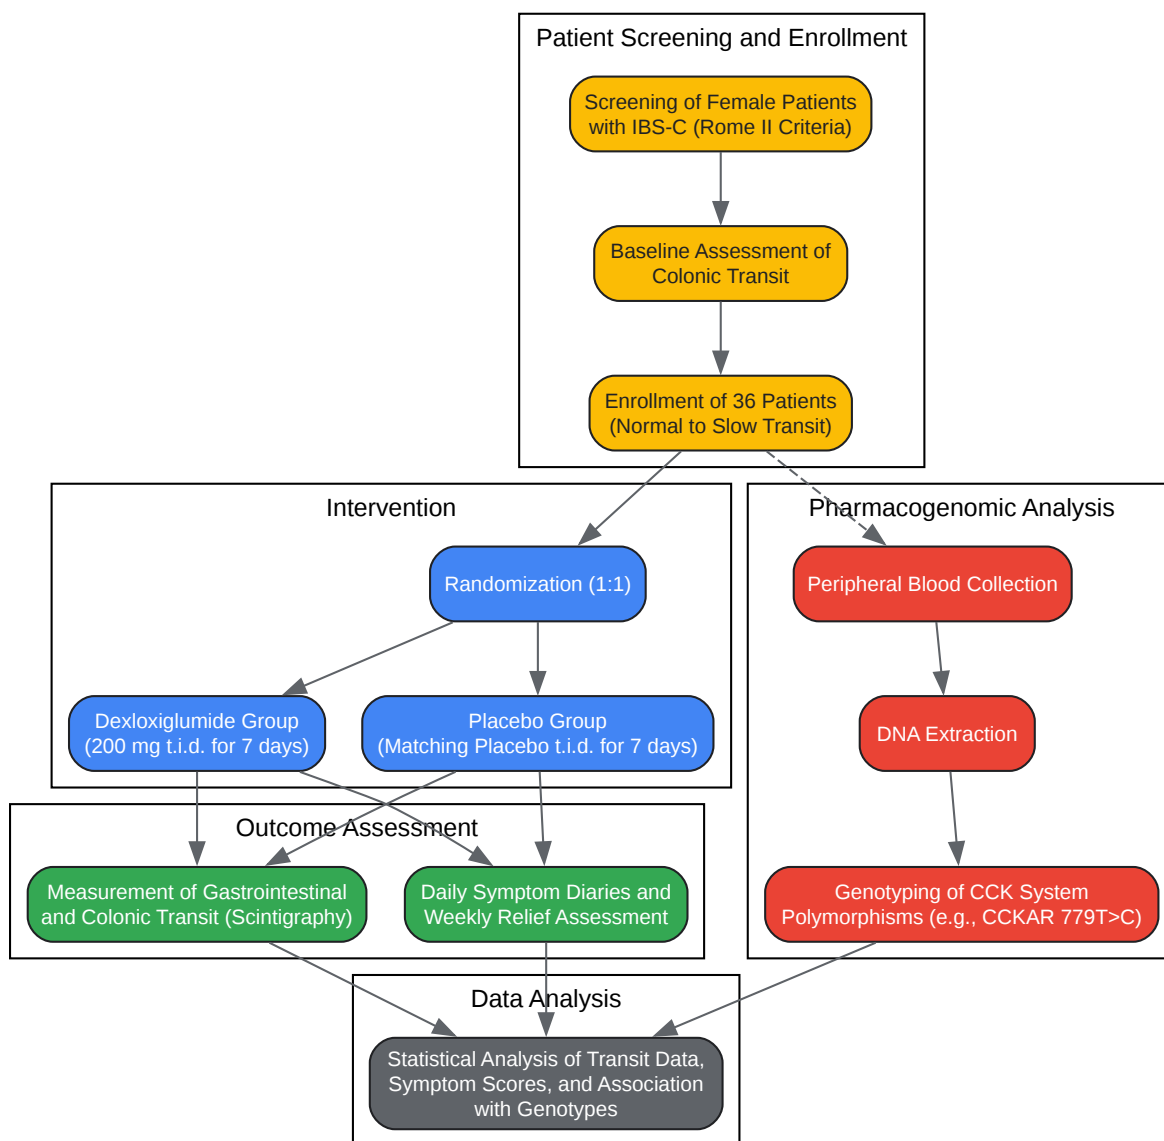 Patient Screening and Enrollment
Screening of Female Patients
with IBS-C (Rome II Criteria)
Baseline Assessment of
Colonic Transit
Enrollment of 36 Patients
(Normal to Slow Transit)
Intervention
Randomization (1:1)
Dexloxiglumide Group
(200 mg t.i.d. for 7 days)
Placebo Group
(Matching Placebo t.i.d. for 7 days)
Pharmacogenomic Analysis
Peripheral Blood Collection
DNA Extraction
Genotyping of CCK System
Polymorphisms (e.g., CCKAR 779T>C)
Outcome Assessment
Measurement of Gastrointestinal
and Colonic Transit (Scintigraphy)
Daily Symptom Diaries and
Weekly Relief Assessment
Data Analysis
Statistical Analysis of Transit Data,
Symptom Scores, and Association
with Genotypes